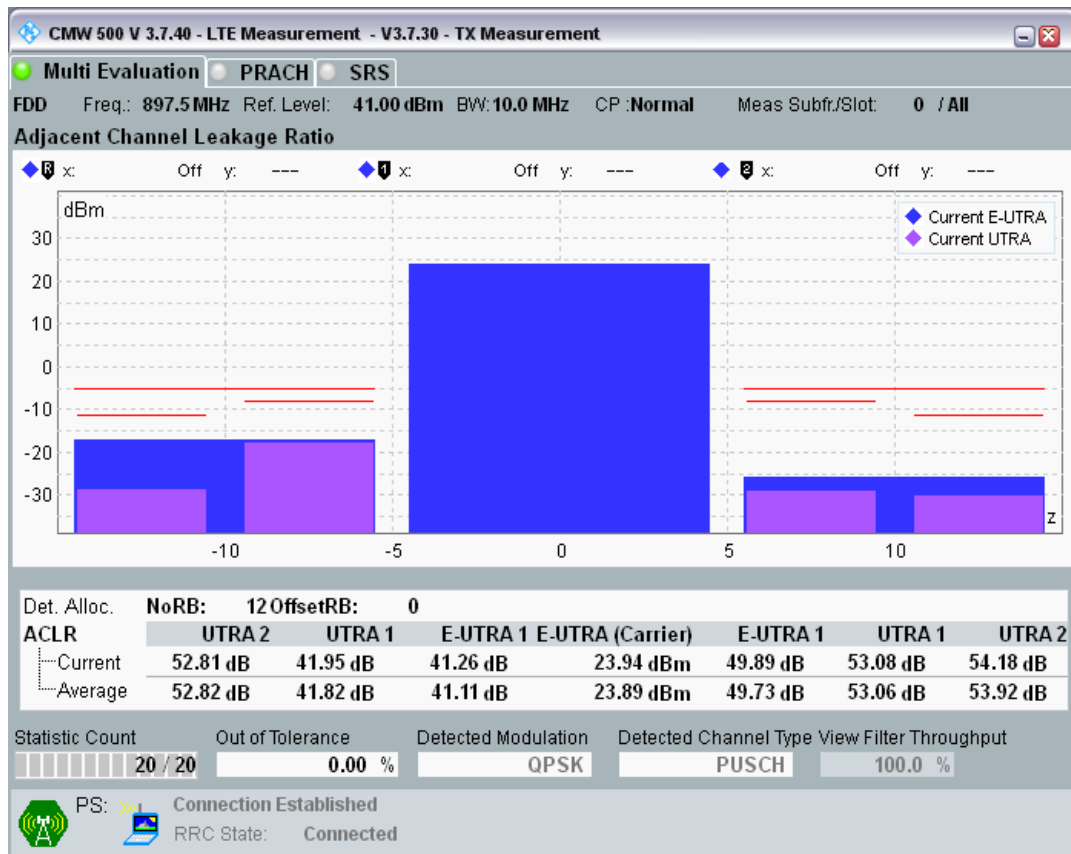 CMW 500 V 3.7.40 - LTE Measurement - V3.7.30 - TX Measurement
Multi Evaluation PRACH SRS
FDD Freq.: 897.5 MHz Ref. Level: 41.00 dBm BW: 10.0 MHz CP :Normal Meas Subfr./Slot: 0 / All
Adjacent Channel Leakage Ratio
R x: Off y: --- 1 x: Off y: --- 2 x: Off y: ---
dBm
Current E-UTRA
Current UTRA
30
20
10
0
-10
-20
-30
z
-10 -5 0 5 10
Det. Alloc. NoRB: 12 OffsetRB: 0
ACLR UTRA 2 UTRA 1 E-UTRA 1 E-UTRA (Carrier) E-UTRA 1 UTRA 1 UTRA 2
Current 52.81 dB 41.95 dB 41.26 dB 23.94 dBm 49.89 dB 53.08 dB 54.18 dB
Average 52.82 dB 41.82 dB 41.11 dB 23.89 dBm 49.73 dB 53.06 dB 53.92 dB
Statistic Count Out of Tolerance Detected Modulation Detected Channel Type View Filter Throughput
20 / 20 0.00 % QPSK PUSCH 100.0 %
PS: Connection Established
RRC State: Connected